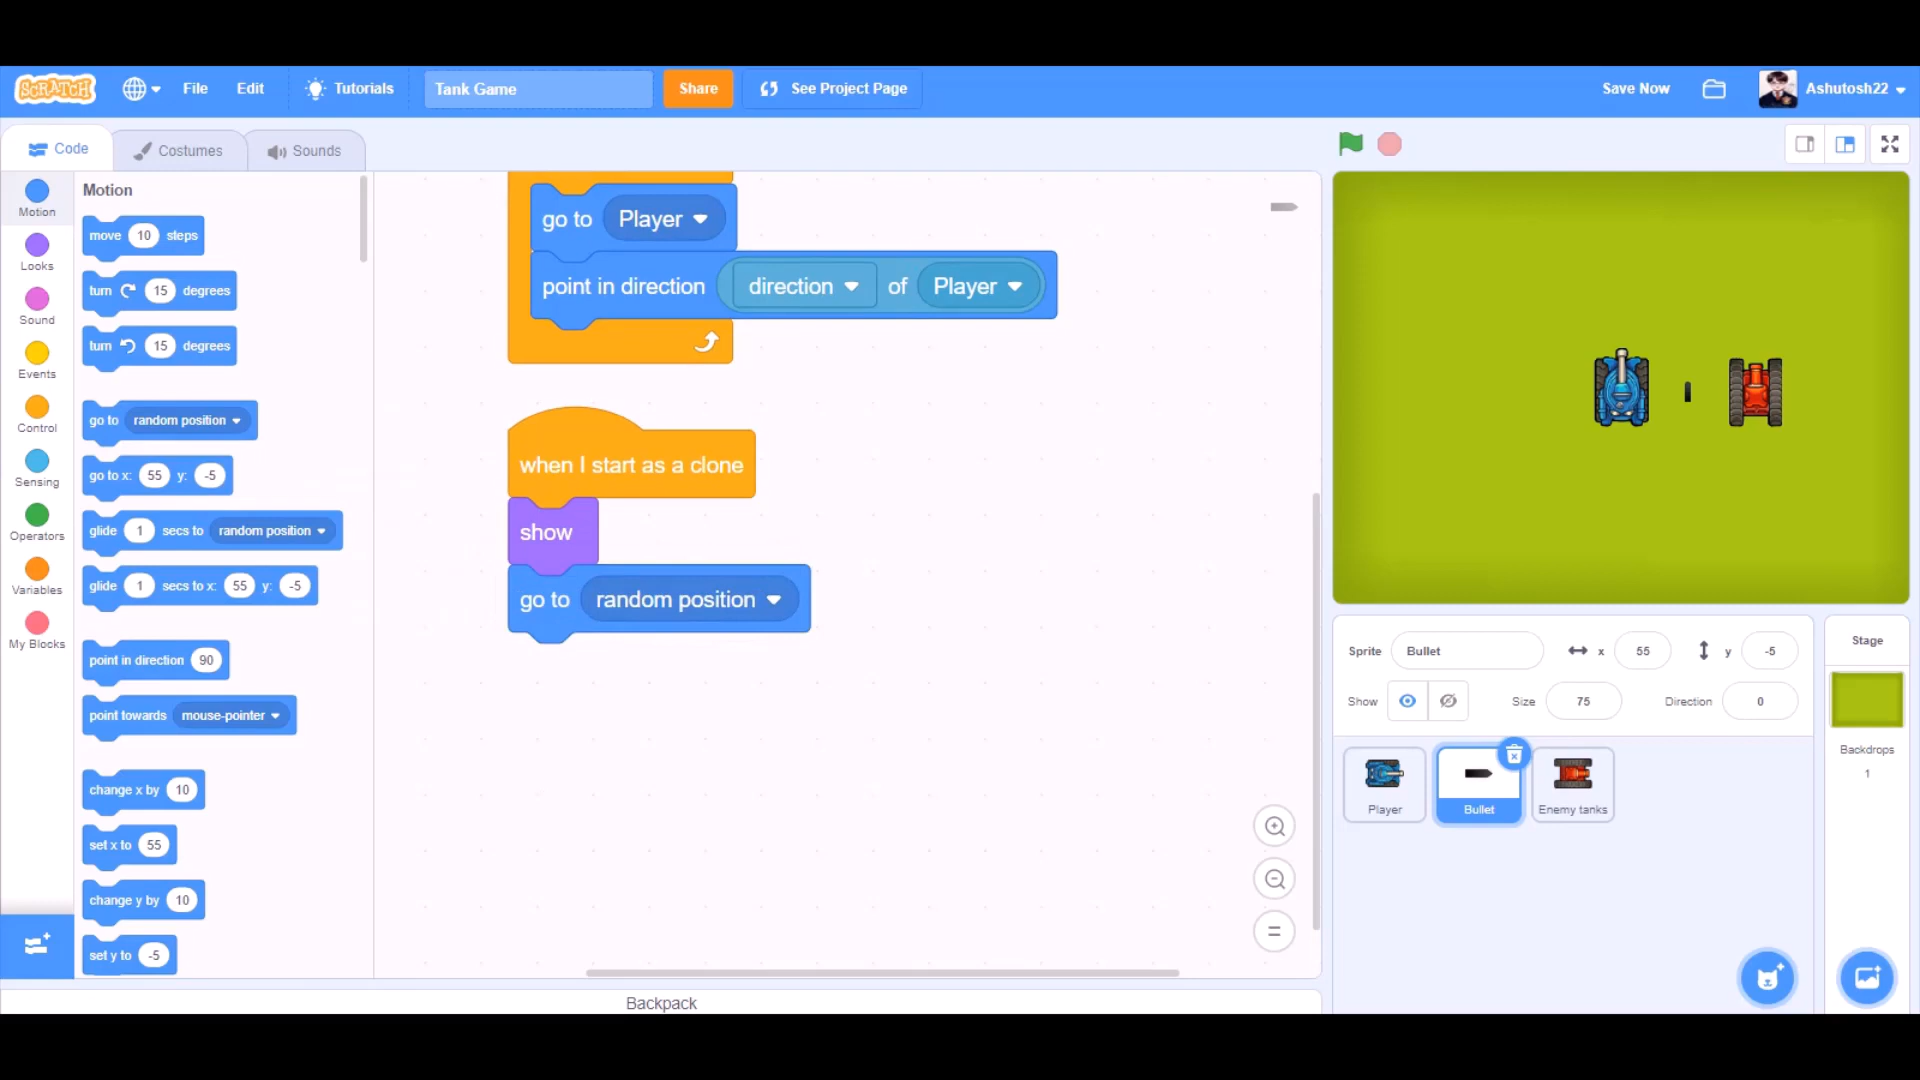 SCRATCH File Edit Tutorials Tank Game Share See Project Page Save Now Ashutosh22
Code Costumes Sounds
Motion
Looks
Sound
Events
Control
Sensing
Operators
Variables
My Blocks
Motion
move 10 steps
turn 15 degrees
turn 15 degrees
go to random position
go to x: 55 y: -5
glide 1 secs to random position
glide 1 secs to x: 55 y: -5
point in direction 90
point towards mouse-pointer
change x by 10
set x to 55
change y by 10
set y to -5
go to Player
point in direction direction of Player
when I start as a clone
show
go to random position
Backpack
Sprite Bullet x 55 y -5
Show Size 75 Direction 0
Player
Bullet
Enemy tanks
Stage
Backdrops
1